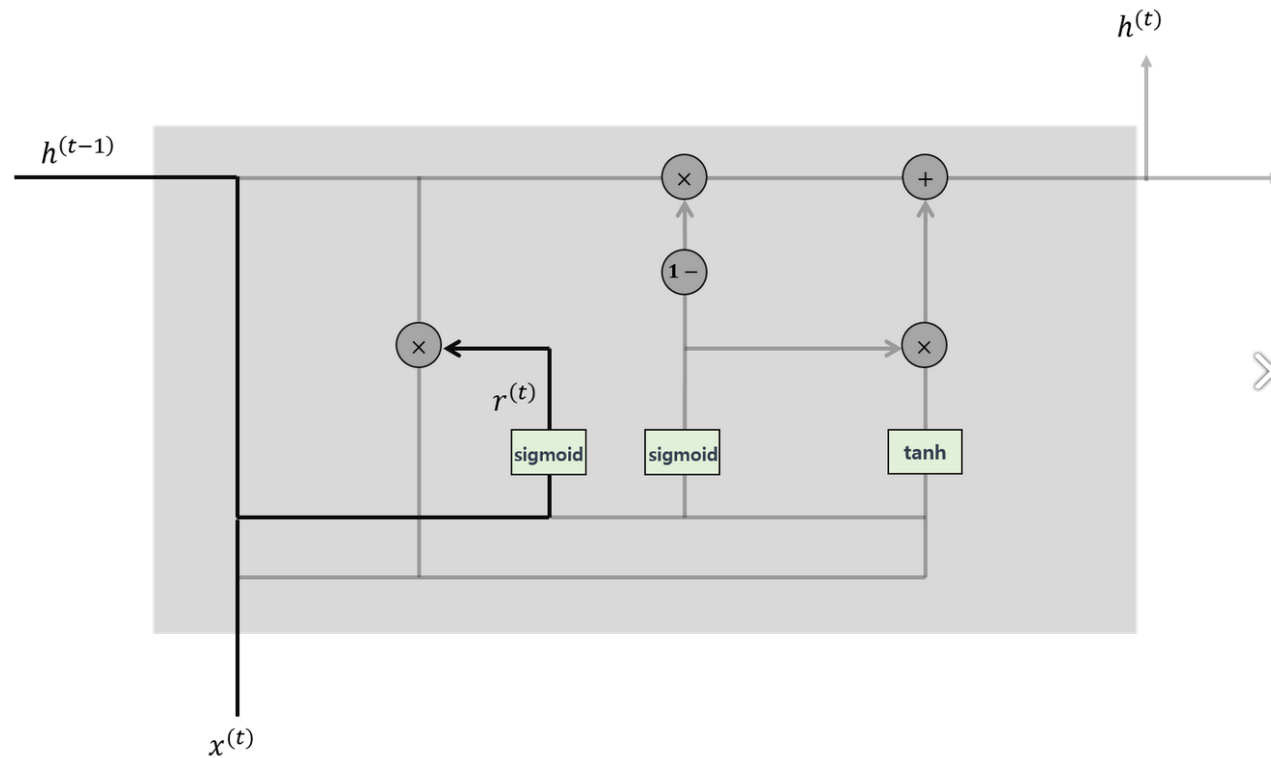 h^(t)
h^(t−1)
×
+
1 −
×
×
r^(t)
sigmoid
sigmoid
tanh
x^(t)